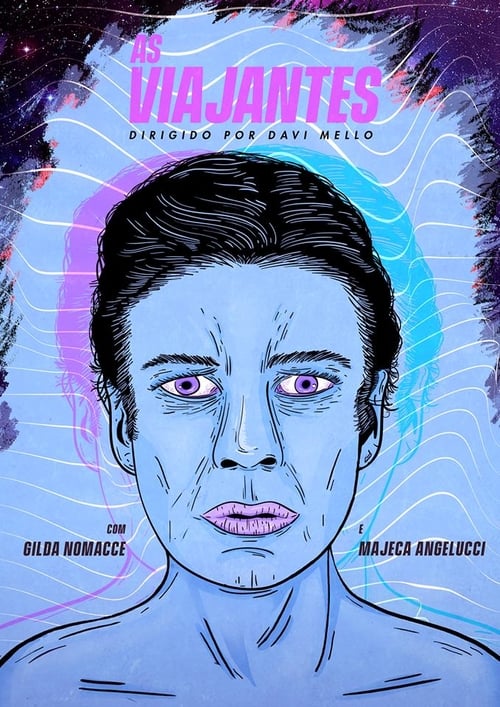 AS
VIAJANTES
DIRIGIDO POR DAVI MELLO
COM
GILDA NOMACCE
E
MAJECA ANGELUCCI